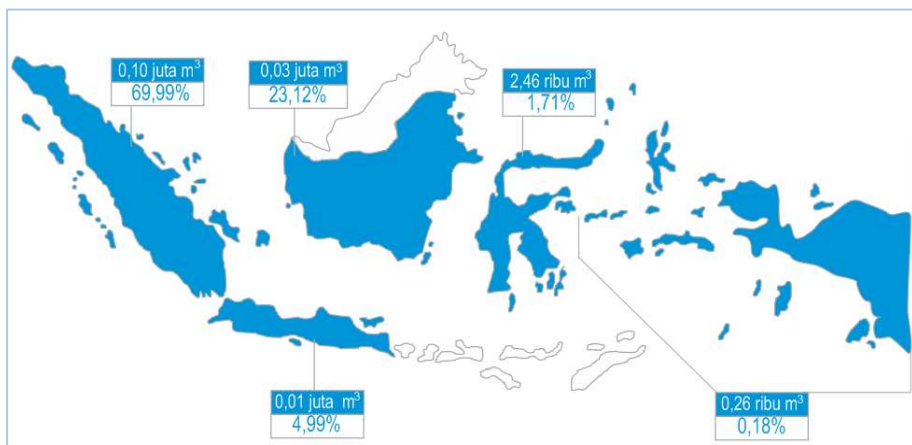 0,10 juta m³
69,99%
0,03 juta m³
23,12%
2,46 ribu m³
1,71%
0,01 juta m³
4,99%
0,26 ribu m³
0,18%